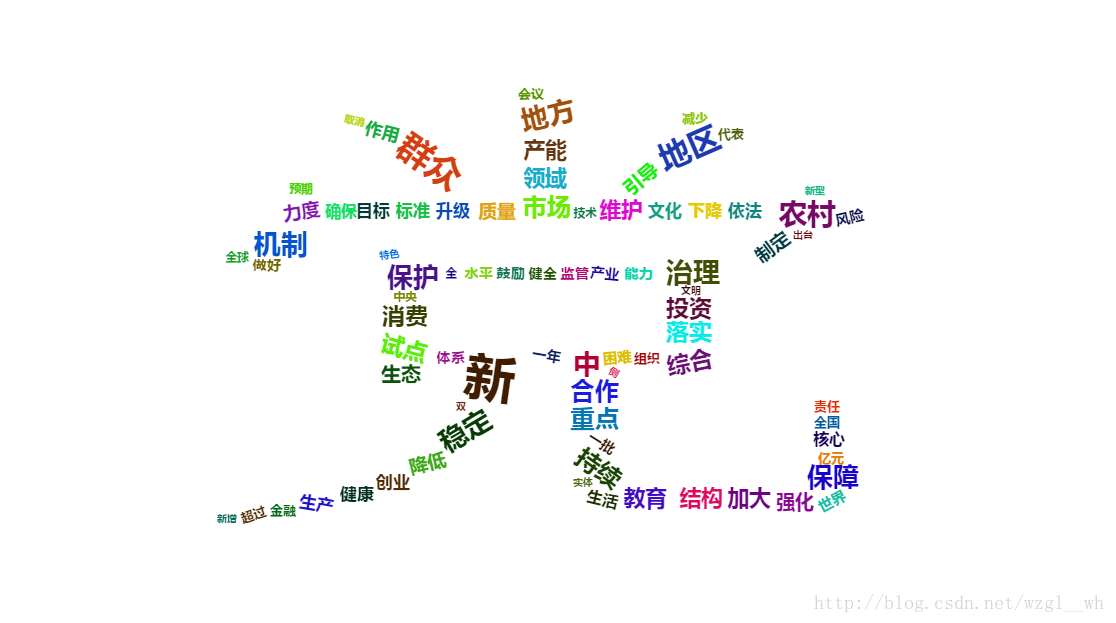 会议
取消 作用 群众 地方 减少 代表
产能 地区
领域 引导
预期 新型
力度 确保 目标 标准 升级 质量 市场 技术 维护 文化 下降 依法 农村 风险
机制 制定 出台
全球 做好
特色
保护 全 水平 鼓励 健全 监管 产业 能力 治理
中央 文明
消费 投资
试点 落实
体系 新 一年 中 困难 组织 综合
生态 侧
合作
双 重点 责任
稳定 全国
一批 核心
降低 持续 亿元
创业 实体 保障
健康 生活 教育 结构 加大 强化 世界
生产
新增 超过 金融
http://blog.csdn.net/wzgl__wh